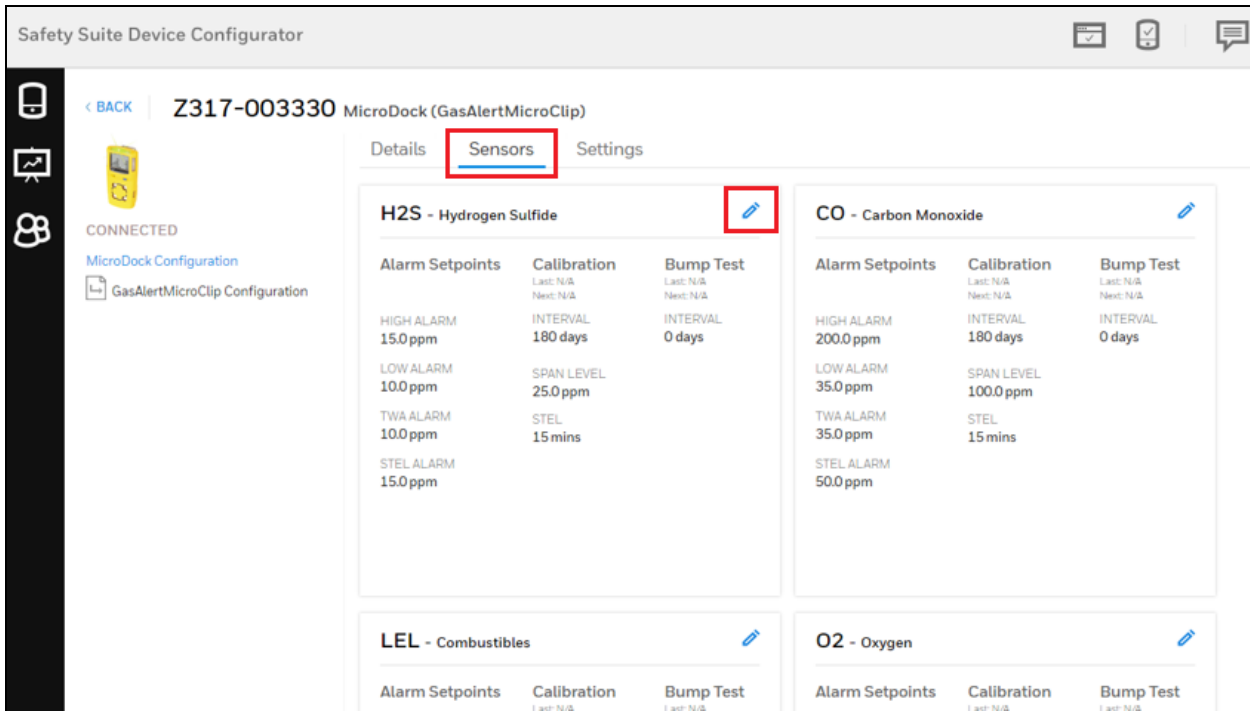 Safety Suite Device Configurator
< BACK
Z317-003330 MicroDock (GasAlertMicroClip)
CONNECTED
MicroDock Configuration
GasAlertMicroClip Configuration
Details Sensors Settings
H2S - Hydrogen Sulfide
Alarm Setpoints
HIGH ALARM
15.0 ppm
LOW ALARM
10.0 ppm
TWA ALARM
10.0 ppm
STEL ALARM
15.0 ppm
Calibration
Last: N/A
Next: N/A
INTERVAL
180 days
SPAN LEVEL
25.0 ppm
STEL
15 mins
Bump Test
Last: N/A
Next: N/A
INTERVAL
0 days
CO - Carbon Monoxide
Alarm Setpoints
HIGH ALARM
200.0 ppm
LOW ALARM
35.0 ppm
TWA ALARM
35.0 ppm
STEL ALARM
50.0 ppm
Calibration
Last: N/A
Next: N/A
INTERVAL
180 days
SPAN LEVEL
100.0 ppm
STEL
15 mins
Bump Test
Last: N/A
Next: N/A
INTERVAL
0 days
LEL - Combustibles
Alarm Setpoints
Calibration
Last: N/A
Bump Test
Last: N/A
O2 - Oxygen
Alarm Setpoints
Calibration
Last: N/A
Bump Test
Last: N/A